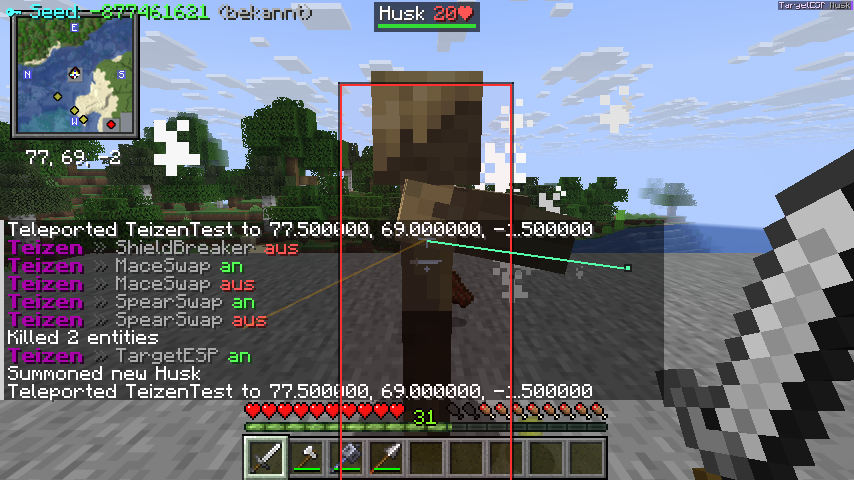 Seed: -877461621 (bekannt)
Husk 20
TargetESP Husk
E
N
S
W
77, 69, -2
Teleported TeizenTest to 77.500000, 69.000000, -1.500000
Teizen » ShieldBreaker aus
Teizen » MaceSwap an
Teizen » MaceSwap aus
Teizen » SpearSwap an
Teizen » SpearSwap aus
Killed 2 entities
Teizen » TargetESP an
Summoned new Husk
Teleported TeizenTest to 77.500000, 69.000000, -1.500000
31